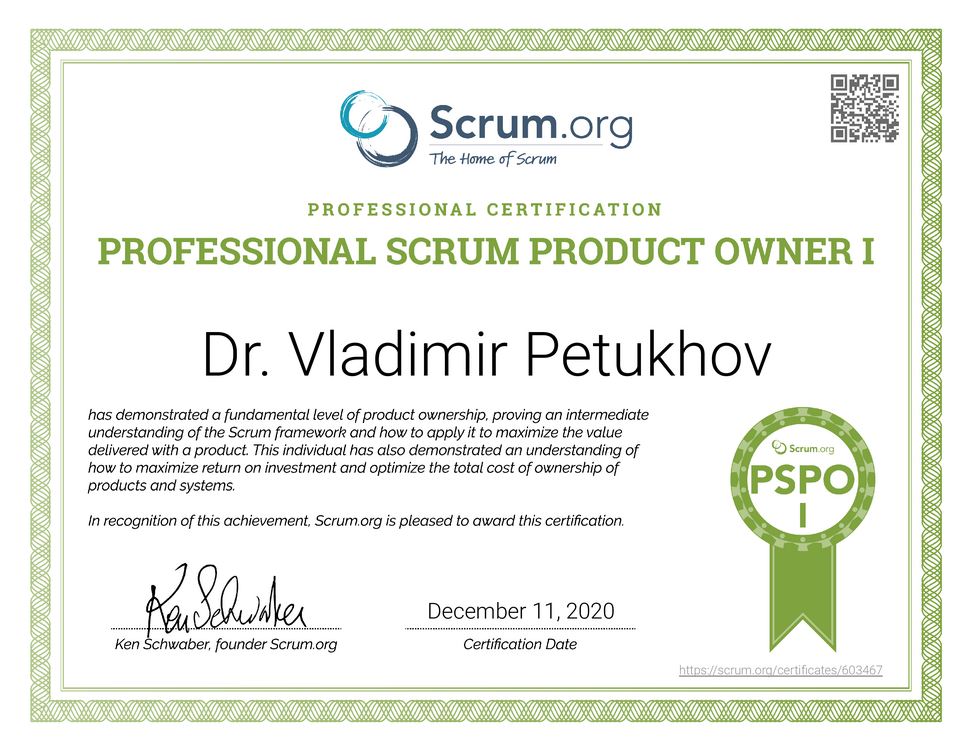 Scrum.org
The Home of Scrum
PROFESSIONAL CERTIFICATION
PROFESSIONAL SCRUM PRODUCT OWNER I
Dr. Vladimir Petukhov
has demonstrated a fundamental level of product ownership, proving an intermediate
understanding of the Scrum framework and how to apply it to maximize the value
delivered with a product. This individual has also demonstrated an understanding of
how to maximize return on investment and optimize the total cost of ownership of
products and systems.
In recognition of this achievement, Scrum.org is pleased to award this certification.
Scrum.org
PSPO
I
Ken Schwaber
December 11, 2020
Ken Schwaber, founder Scrum.org
Certification Date
https://scrum.org/certificates/603467